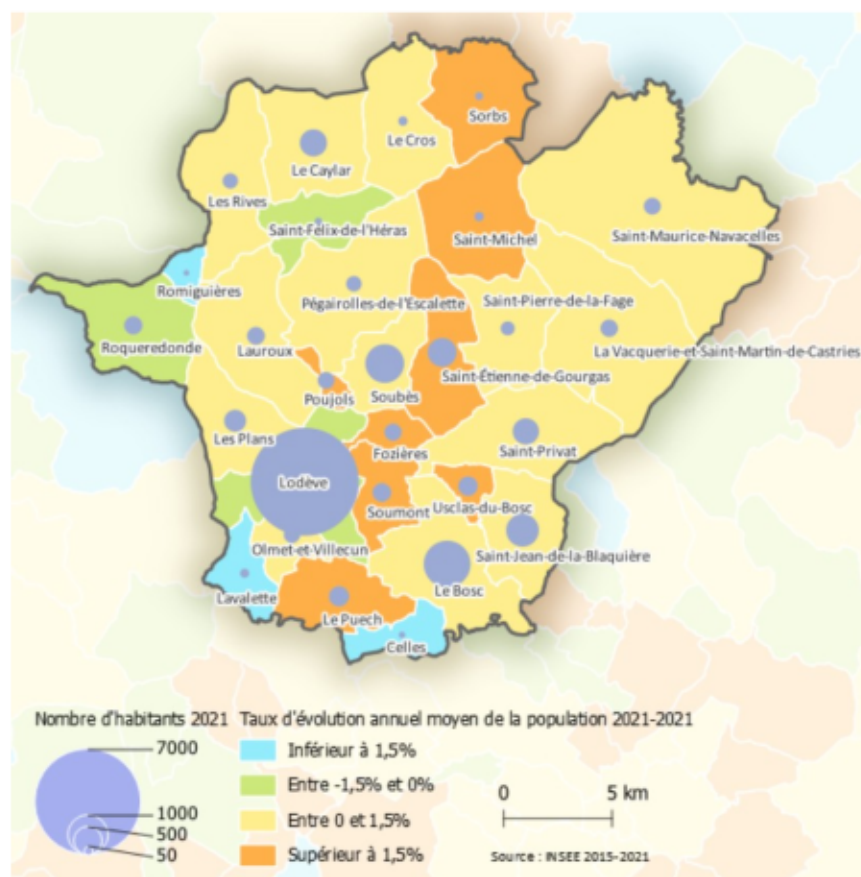 Sorbs
Le Cros
Le Caylar
Les Rives
Saint-Félix-de-l'Héras
Saint-Michel
Saint-Maurice-Navacelles
Romiguières
Pégairolles-de-l'Escalette
Saint-Pierre-de-la-Fage
Roqueredonde
Lauroux
La Vacquerie-et-Saint-Martin-de-Castries
Saint-Étienne-de-Gourgas
Poujols
Soubès
Les Plans
Fozières
Saint-Privat
Lodève
Soumont
Usclas-du-Bosc
Olmet-et-Villecun
Saint-Jean-de-la-Blaquière
Lavalette
Le Bosc
Le Puech
Celles
Nombre d'habitants 2021
7000
1000
500
50
Taux d'évolution annuel moyen de la population 2021-2021
Inférieur à 1,5%
Entre -1,5% et 0%
Entre 0 et 1,5%
Supérieur à 1,5%
0 5 km
Source : INSEE 2015-2021